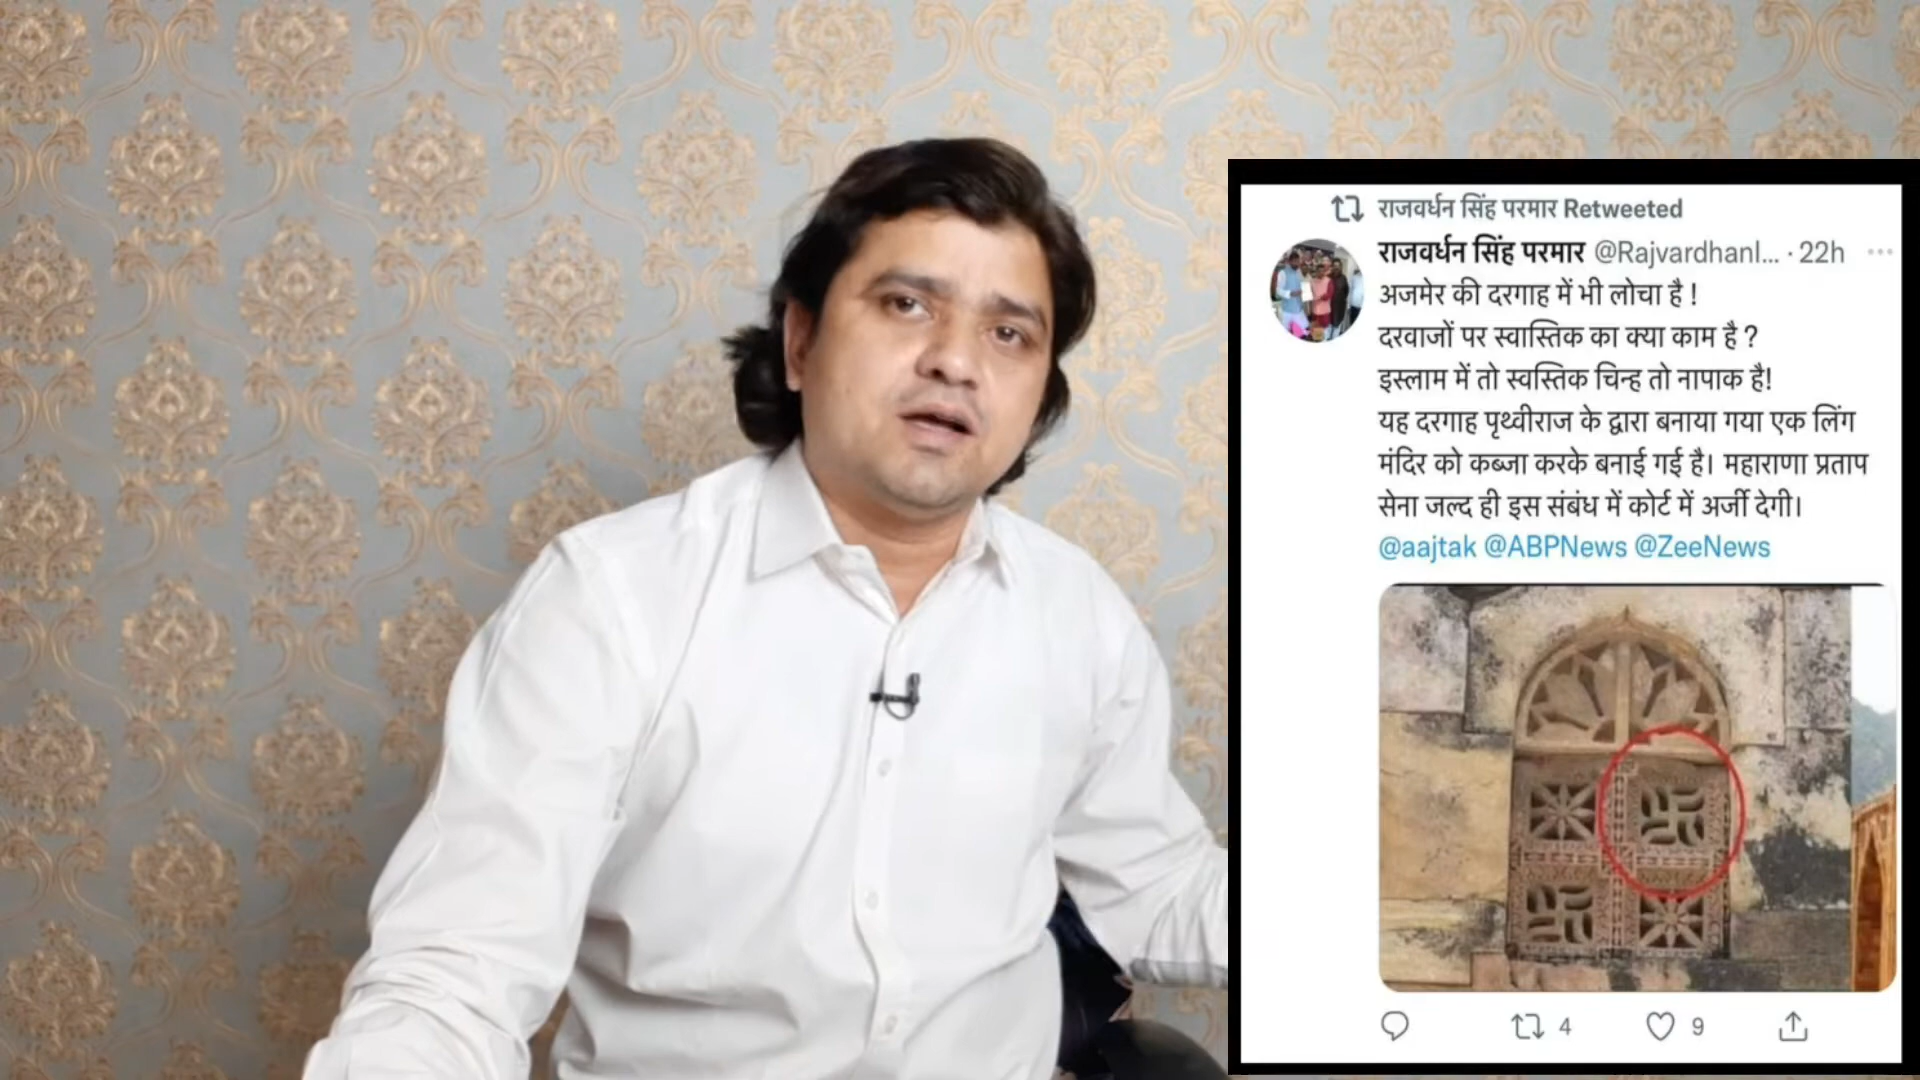 राजवर्धन सिंह परमार Retweeted
राजवर्धन सिंह परमार @Rajvardhanl... · 22h
अजमेर की दरगाह में भी लोचा है !
दरवाजों पर स्वास्तिक का क्या काम है ?
इस्लाम में तो स्वस्तिक चिन्ह तो नापाक है!
यह दरगाह पृथ्वीराज के द्वारा बनाया गया एक लिंग
मंदिर को कब्जा करके बनाई गई है। महाराणा प्रताप
सेना जल्द ही इस संबंध में कोर्ट में अर्जी देगी।
@aajtak @ABPNews @ZeeNews
4 9